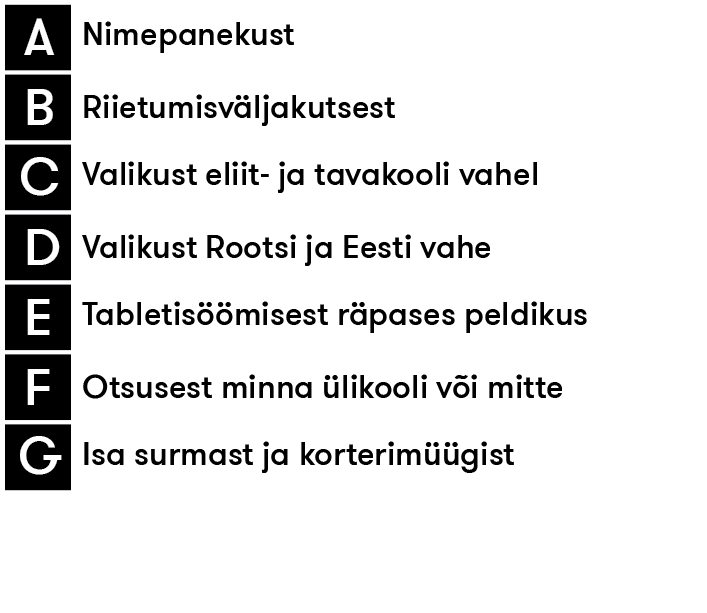 A Nimepanekust
B Riietumisväljakutsest
C Valikust eliit- ja tavakooli vahel
D Valikust Rootsi ja Eesti vahe
E Tabletisöömisest räpases peldikus
F Otsusest minna ülikooli või mitte
G Isa surmast ja korterimüügist